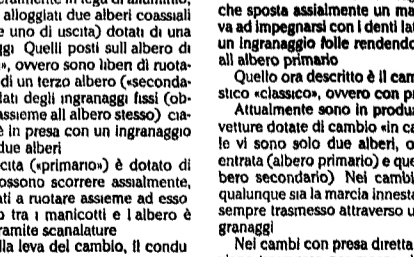 alloggiati due alberi coassiali
e uno di uscita) dotati di una
Quelli posti sull albero di
», ovvero sono liberi di ruota-
di un terzo albero («seconda-
degli ingranaggi fissi (ob-
assieme all albero stesso) cia-
è in presa con un ingranaggio
due alberi
(«primario») è dotato di
possono scorrere assialmente,
ati a ruotare assieme ad esso
o tra i manicotti e l albero è
tramite scanalature
lla leva del cambio, il condu
che sposta assialmente un ma
va ad impegnarsi con i denti lat
un ingranaggio folle rendendo
all albero primario
Quello ora descritto è il cam
stico «classico», ovvero con p
Attualmente sono in produ
vetture dotate di cambio «in ca
le vi sono solo due alberi, o
entrata (albero primario) e que
bero secondario) Nei cambi
qualunque sia la marcia innesta
sempre trasmesso attraverso u
granaggi
Nei cambi con presa diretta,